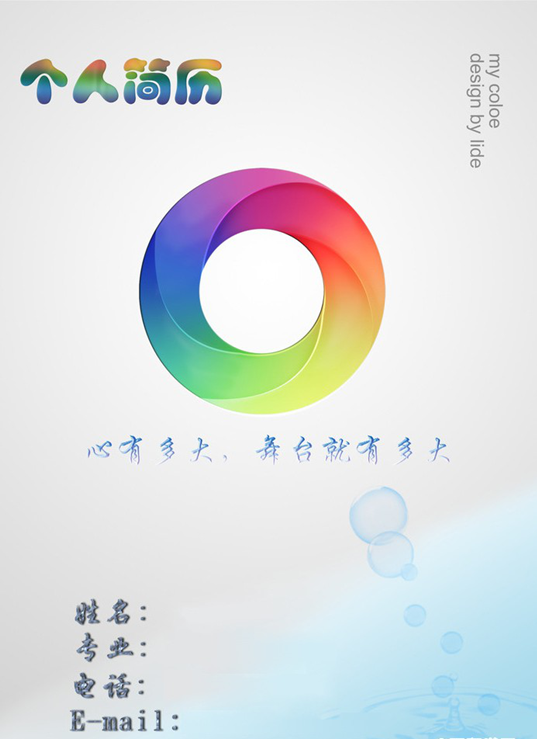 个人简历
my coloe
design by lide
心有多大，舞台就有多大
姓名：
专业：
电话：
E-mail: